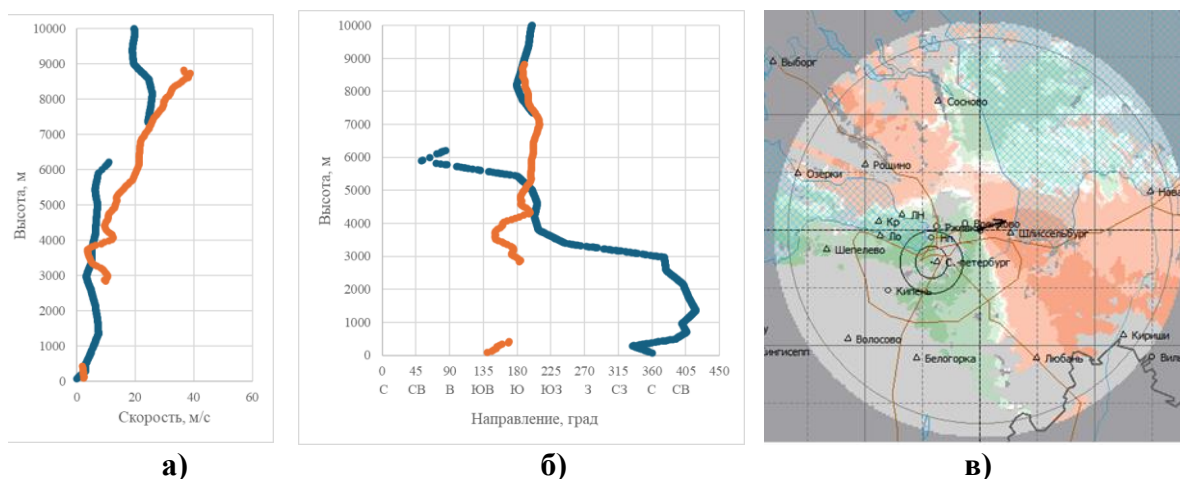 10000
9000
8000
7000
6000
5000
4000
3000
2000
1000
0
Высота, м
0 20 40 60
Скорость, м/с
10000
9000
8000
7000
6000
5000
4000
3000
2000
1000
0
Высота, м
0 45 90 135 180 225 270 315 360 405 450
С СВ В ЮВ Ю ЮЗ З СЗ С СВ
Направление, град
Выборг
Сосново
Рощино
Озерки
ЛН
Кр
Ло
Шлиссельбург
Шепелево
С.-петербург
Кипень
Волосово
Белогорка
Любань
Кириши
а)
б)
в)